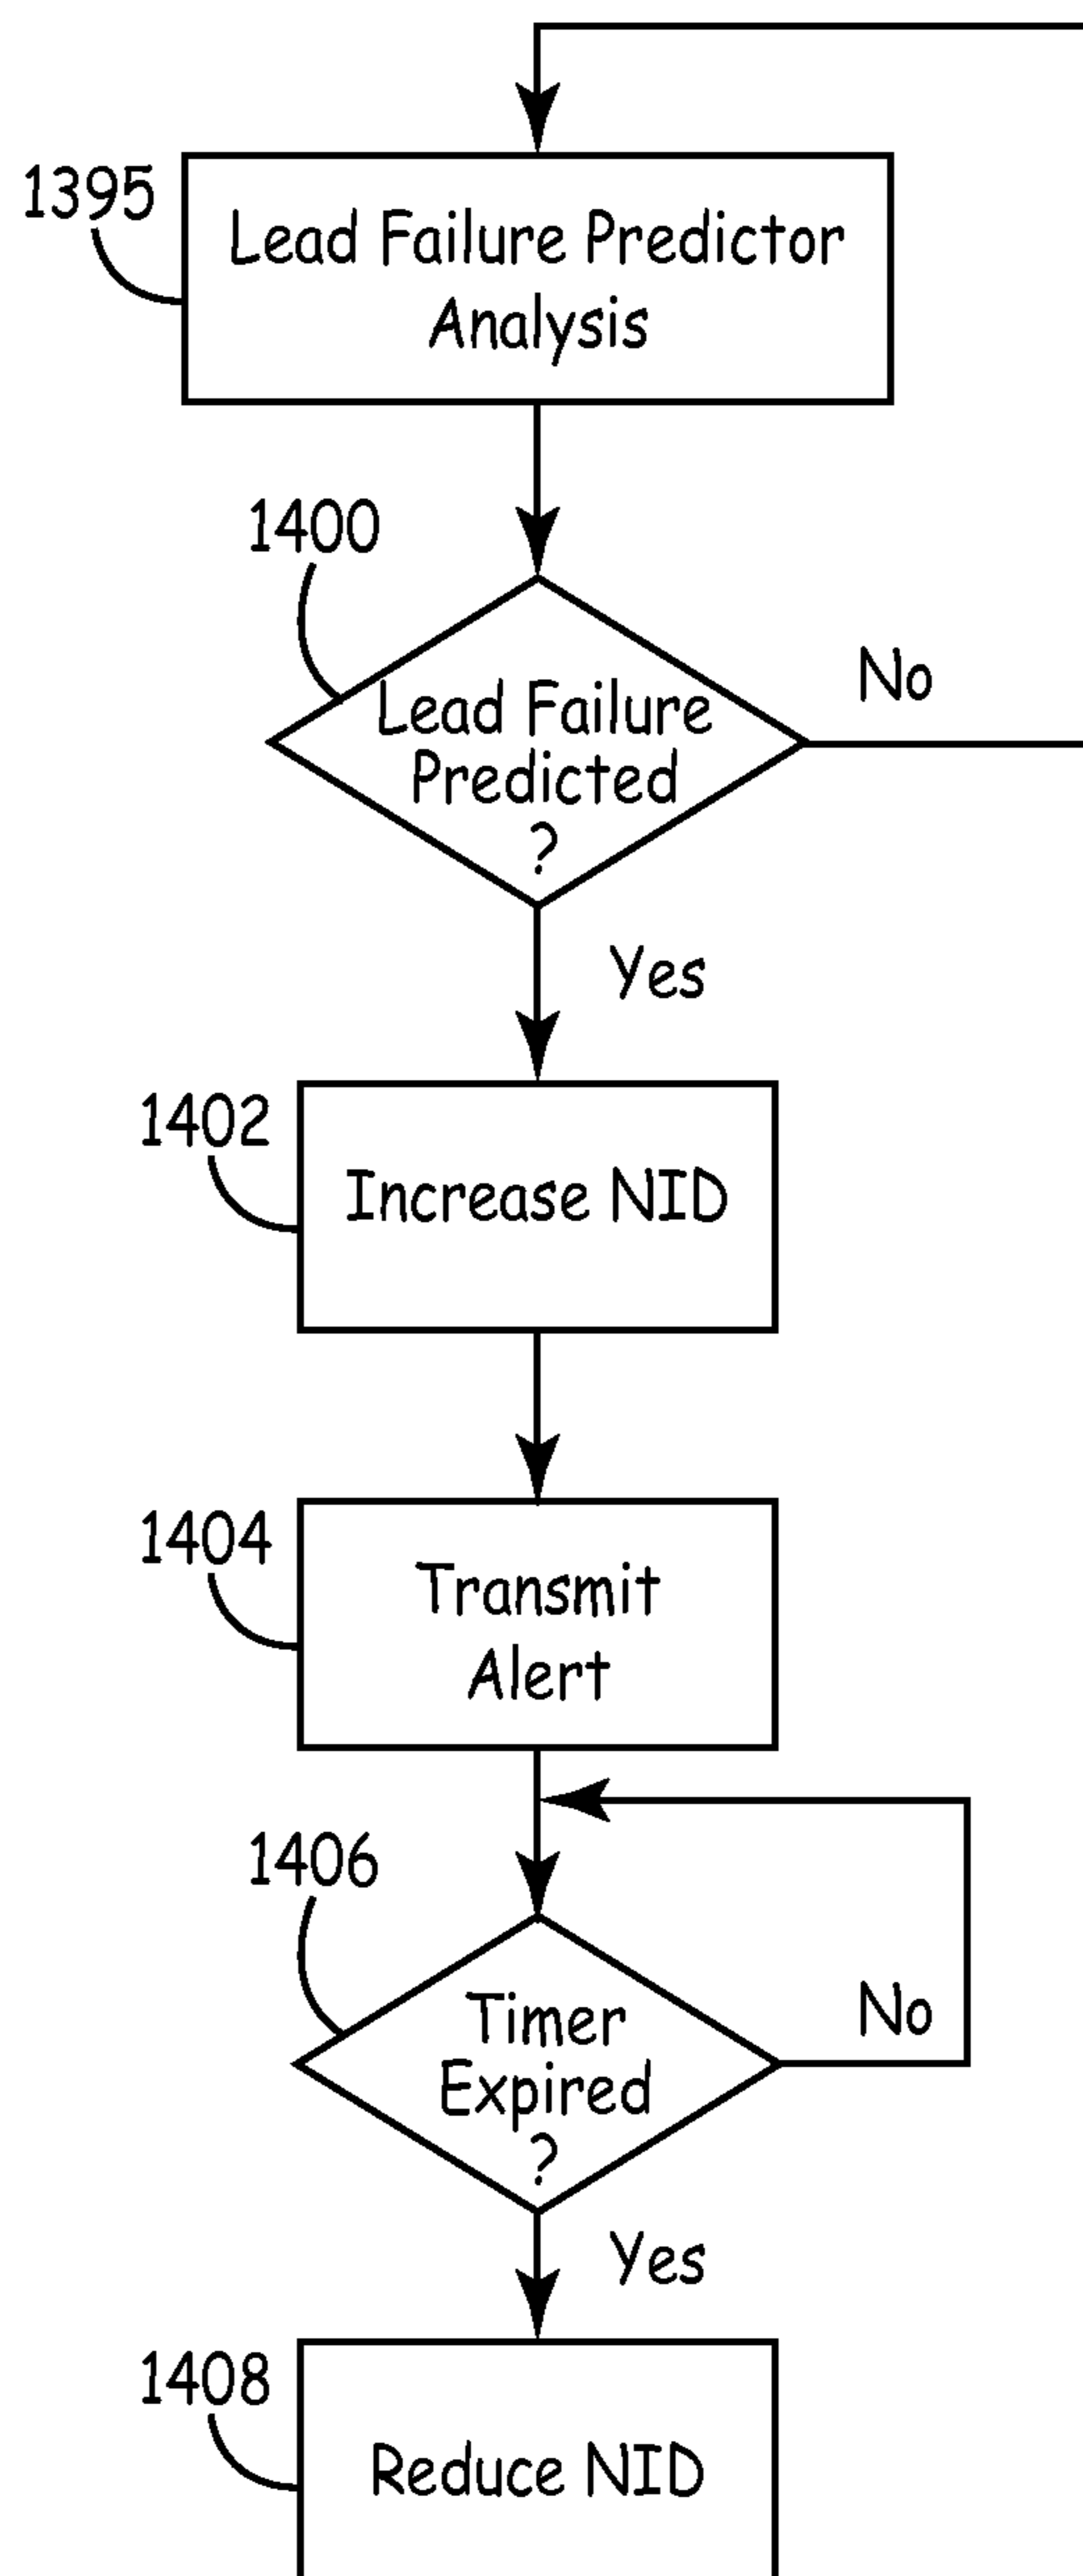 1395
Lead Failure Predictor
Analysis
1400
Lead Failure
Predicted
?
No
Yes
1402
Increase NID
1404
Transmit
Alert
1406
Timer
Expired
?
No
Yes
1408
Reduce NID